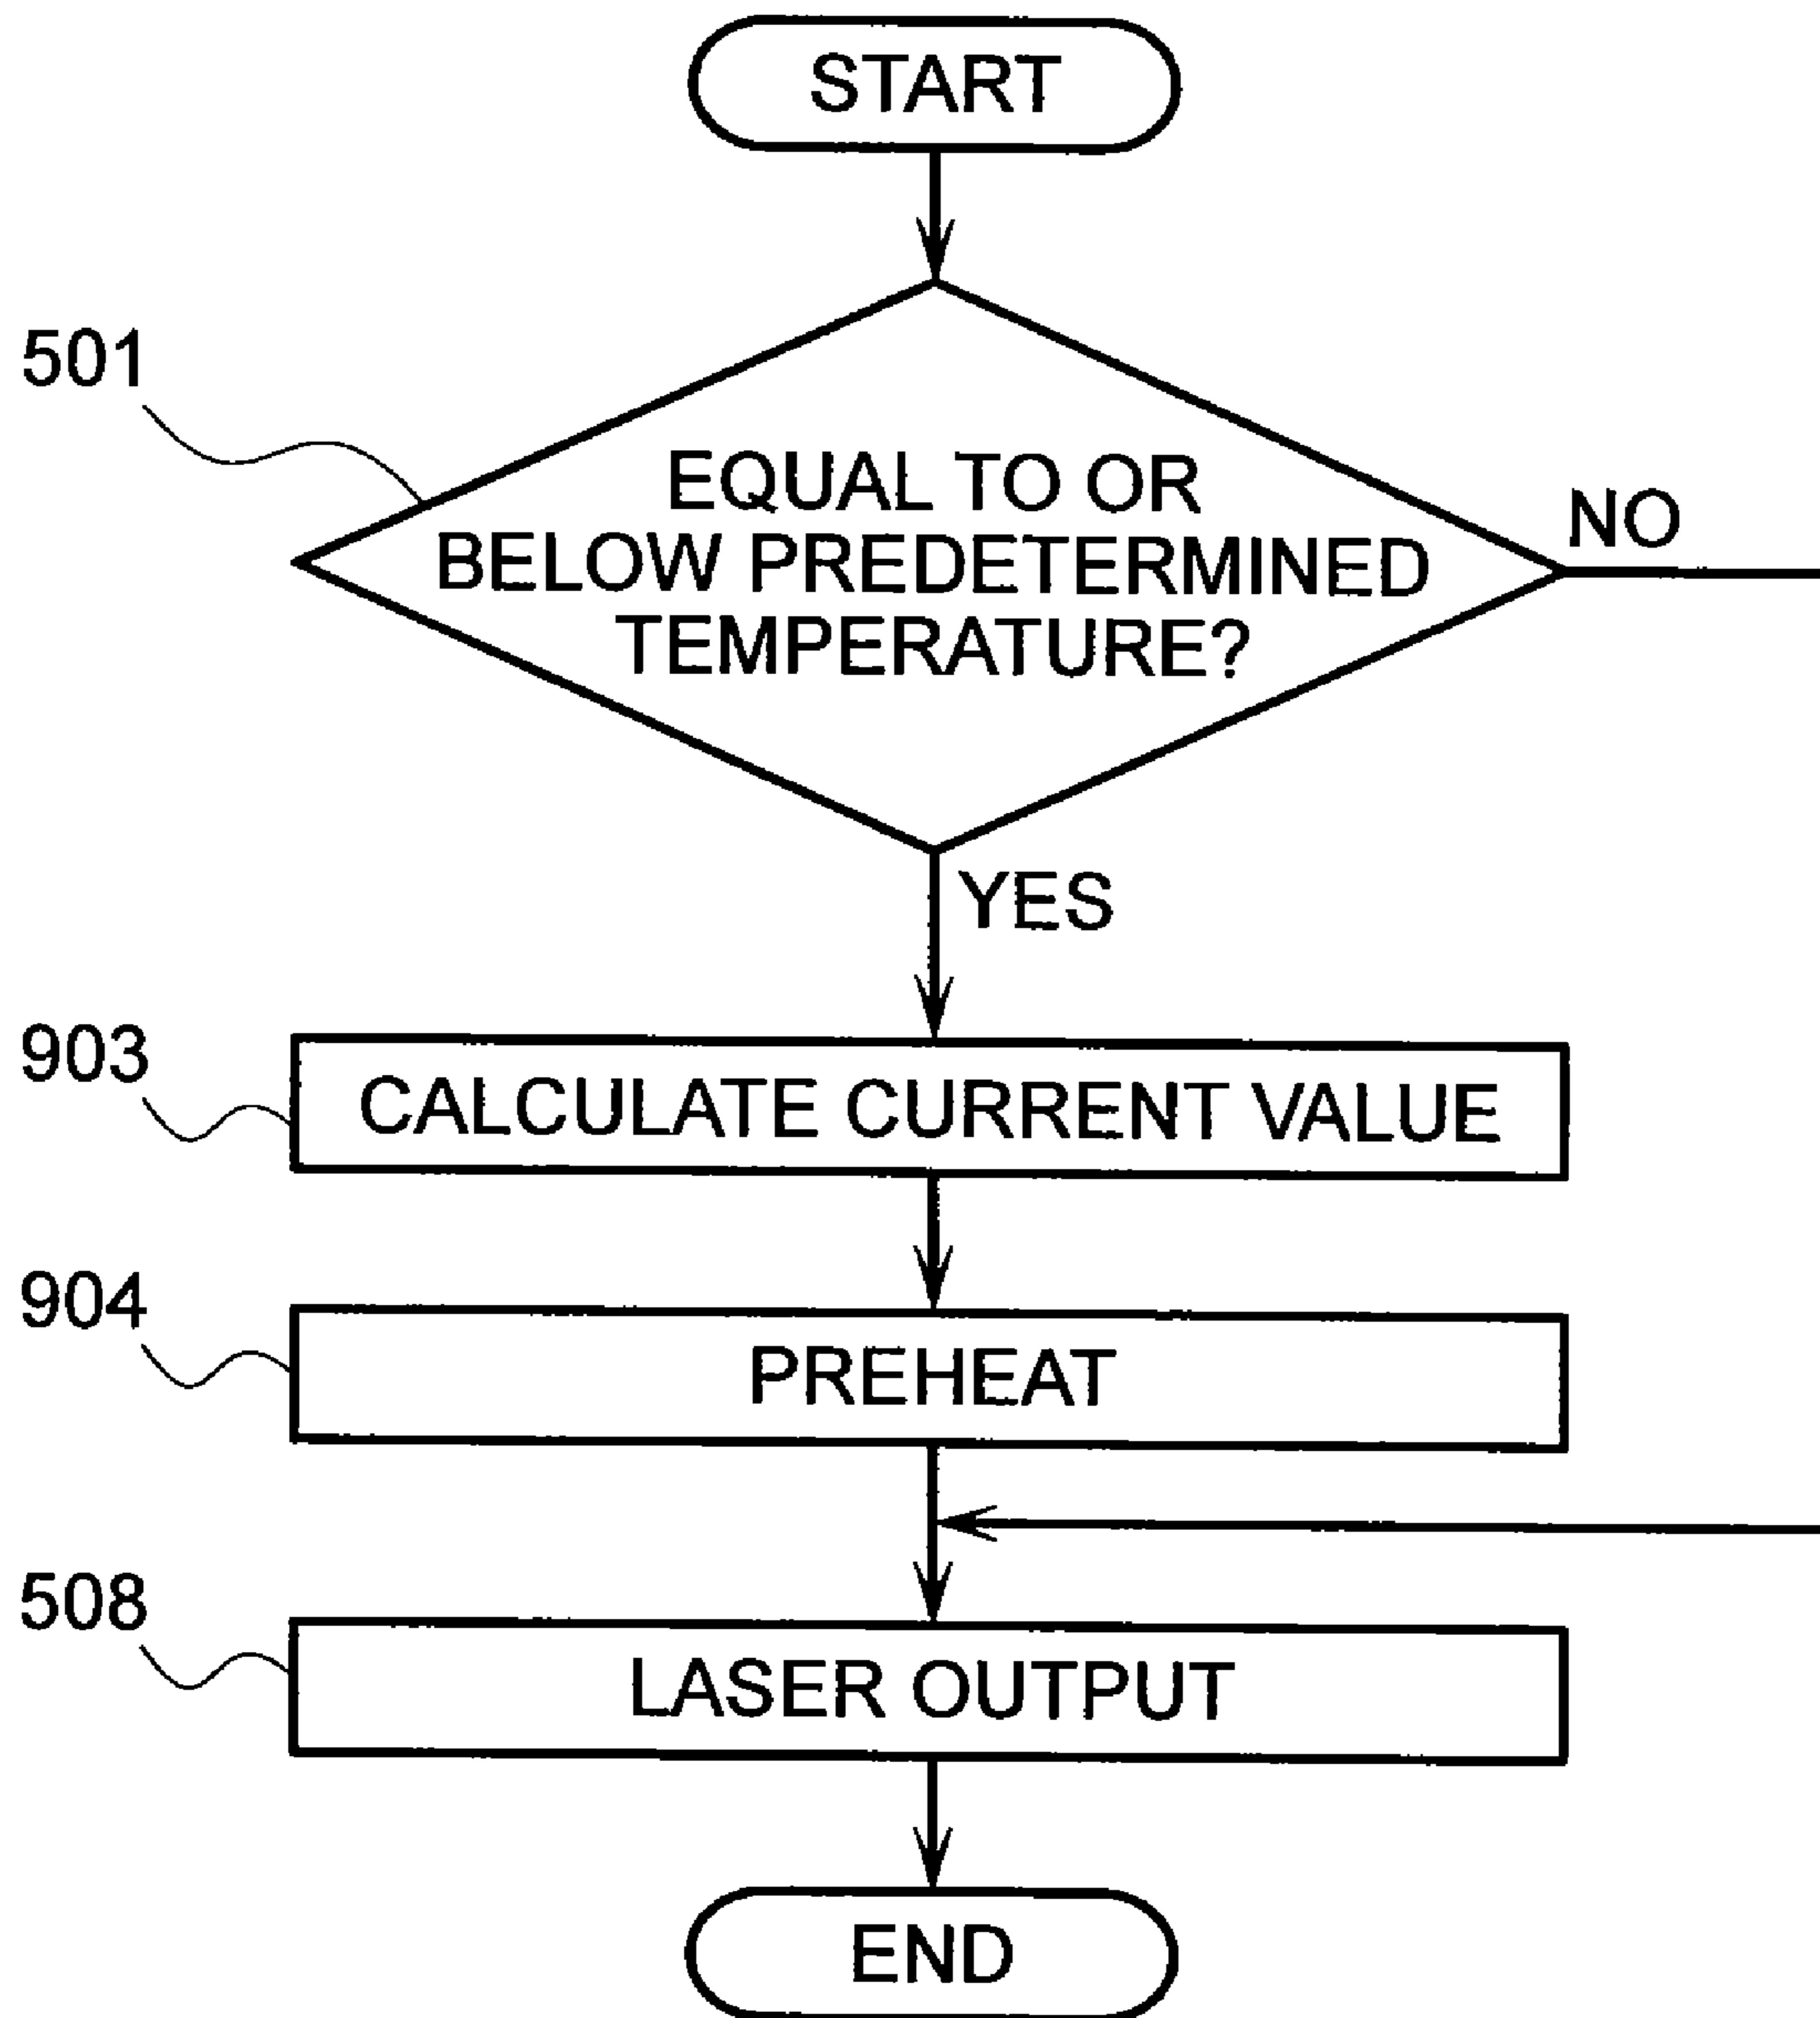 START
501
EQUAL TO OR
BELOW PREDETERMINED
TEMPERATURE?
NO
YES
903
CALCULATE CURRENT VALUE
904
PREHEAT
508
LASER OUTPUT
END